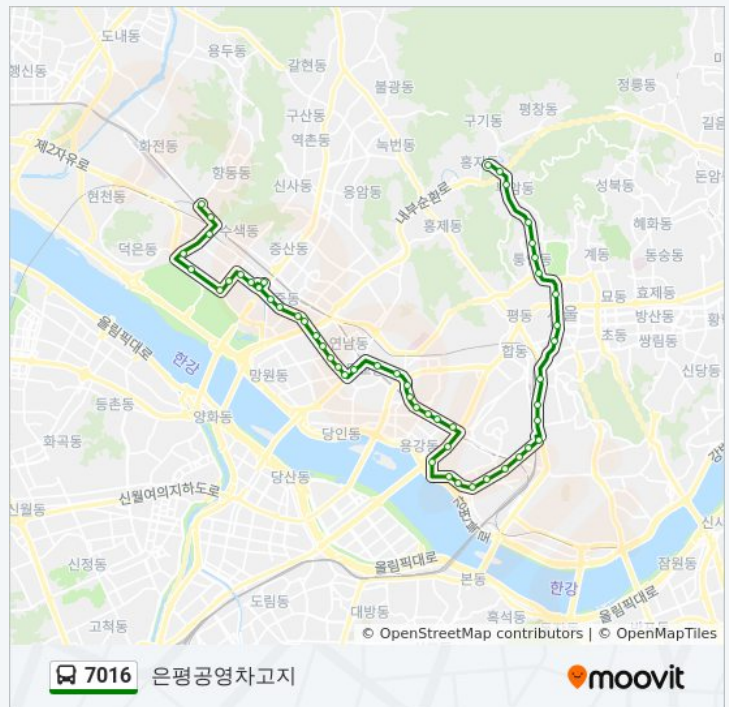 도내동
용두동
갈현동
행신동
불광동
정릉동
구산동
평창동
구기동
길음
제2자유로
화전동
역촌동
녹번동
향동동
홍지
신사동
응암동
암동
성북동
돈암동
현천동
내부순환로
수색동
홍제동
혜화동
덕은동
증산동
통
동
계동
동숭동
동동
묘동
효제동
평동
울
방산동
올림픽대로
초동
쌍림동
한강
연남동
합동
망원동
신당동
등촌동
양화동
당인동
용강동
화곡동
당산동
강변
신월여의지하도로
신월동
신사
신정동
올림픽대로
본동
한강
잠원동
도림동
대방동
흑석동
올림픽대로
고척동
© OpenStreetMap contributors | © OpenMapTiles
7016 은평공영차고지
moovit